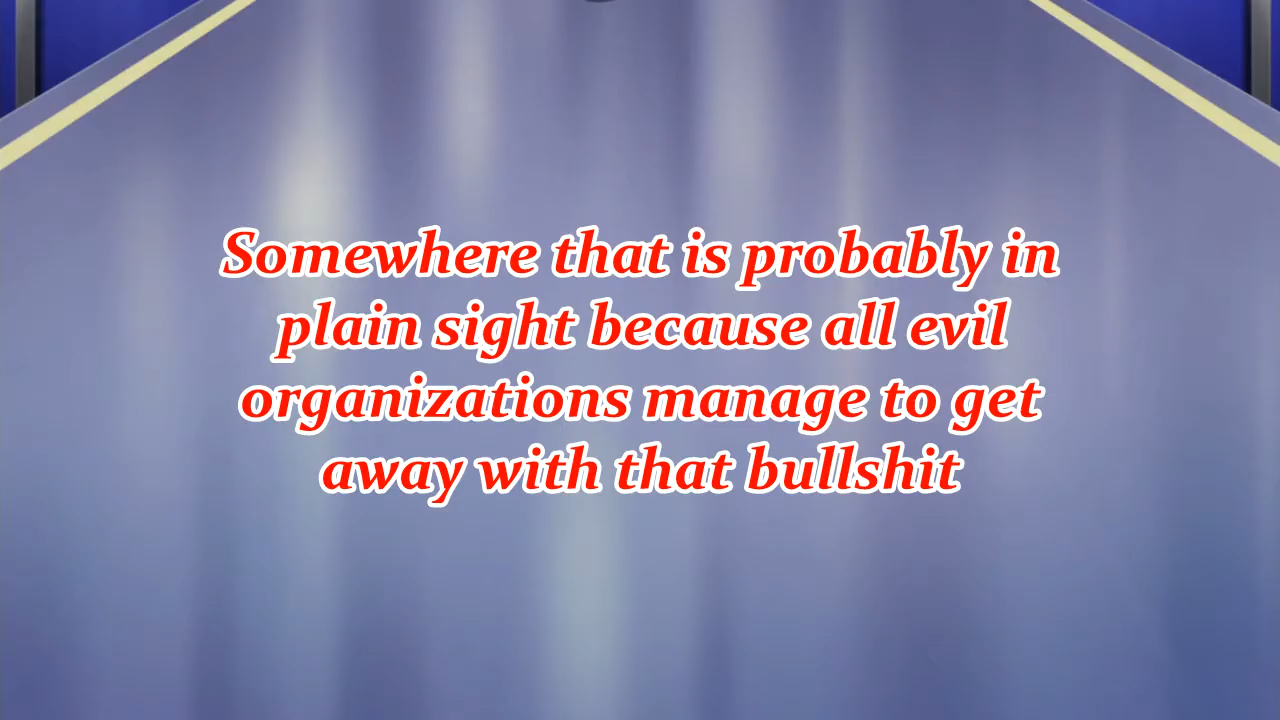 Somewhere that is probably in
plain sight because all evil
organizations manage to get
away with that bullshit